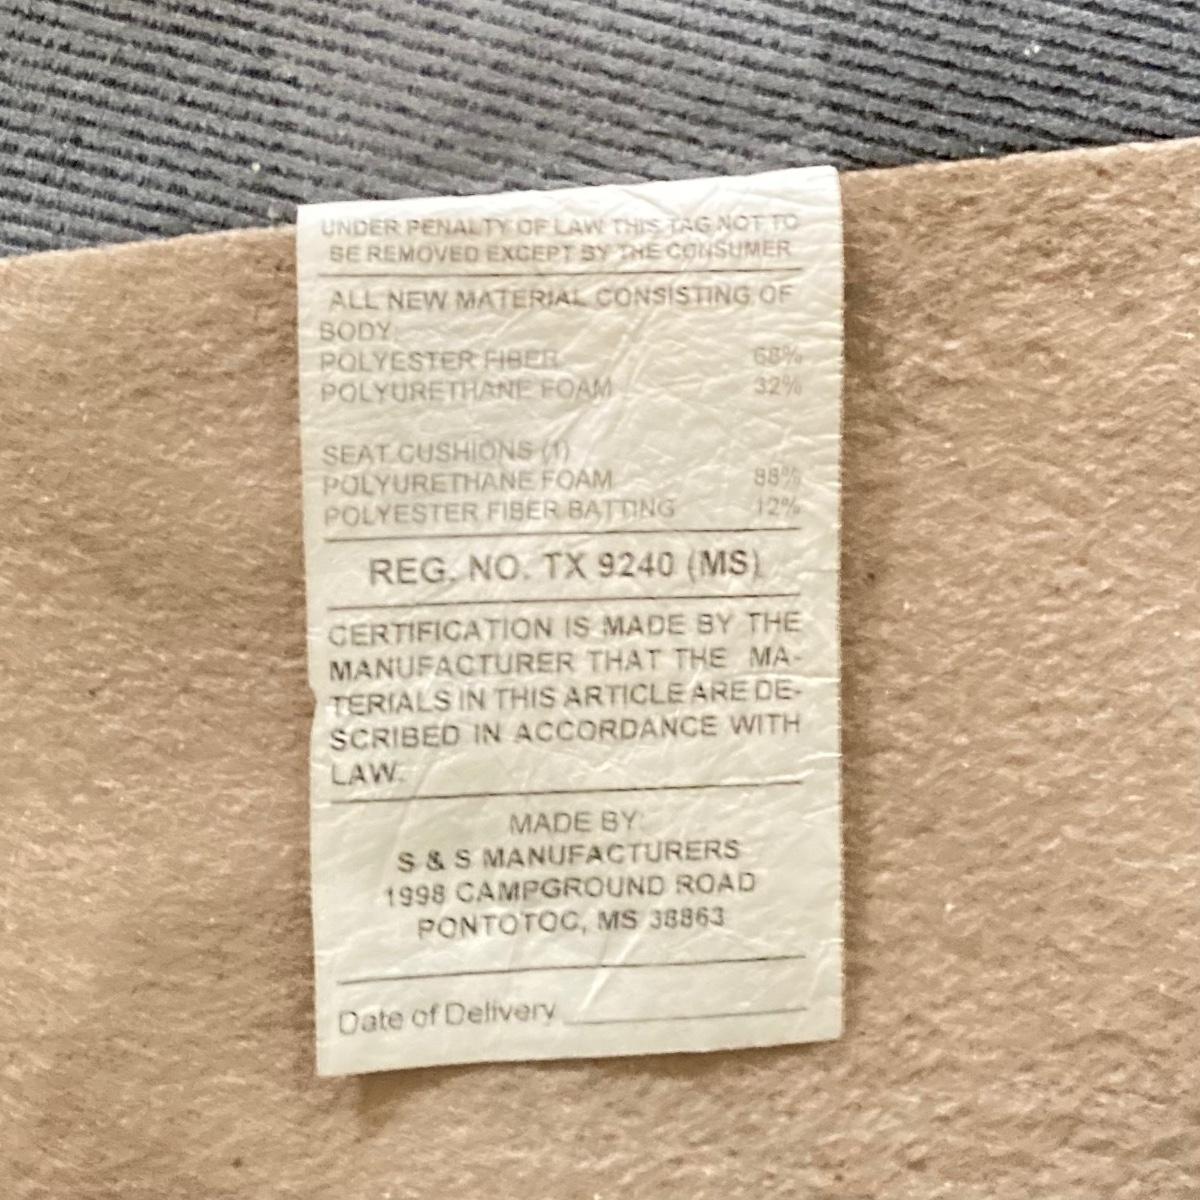 UNDER PENALTY OF LAW THIS TAG NOT TO
BE REMOVED EXCEPT BY THE CONSUMER
ALL NEW MATERIAL CONSISTING OF
BODY:
POLYESTER FIBER 68%
POLYURETHANE FOAM 32%
SEAT CUSHIONS (1)
POLYURETHANE FOAM 88%
POLYESTER FIBER BATTING 12%
REG. NO. TX 9240 (MS)
CERTIFICATION IS MADE BY THE
MANUFACTURER THAT THE MA-
TERIALS IN THIS ARTICLE ARE DE-
SCRIBED IN ACCORDANCE WITH
LAW.
MADE BY:
S & S MANUFACTURERS
1998 CAMPGROUND ROAD
PONTOTOC, MS 38863
Date of Delivery